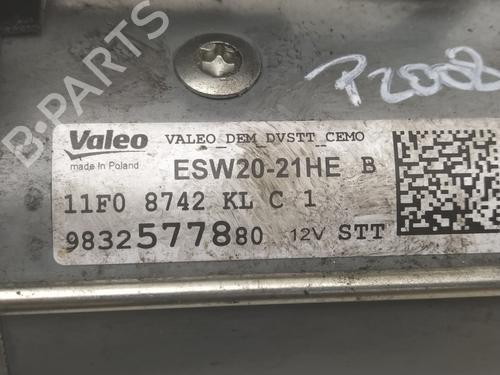 B-PARTS
P2008
Valeo VALEO_DEM_DVSTT_CEMO
made in Poland
ESW20-21HE B
11F0 8742 KL C 1
9832577880 12V STT